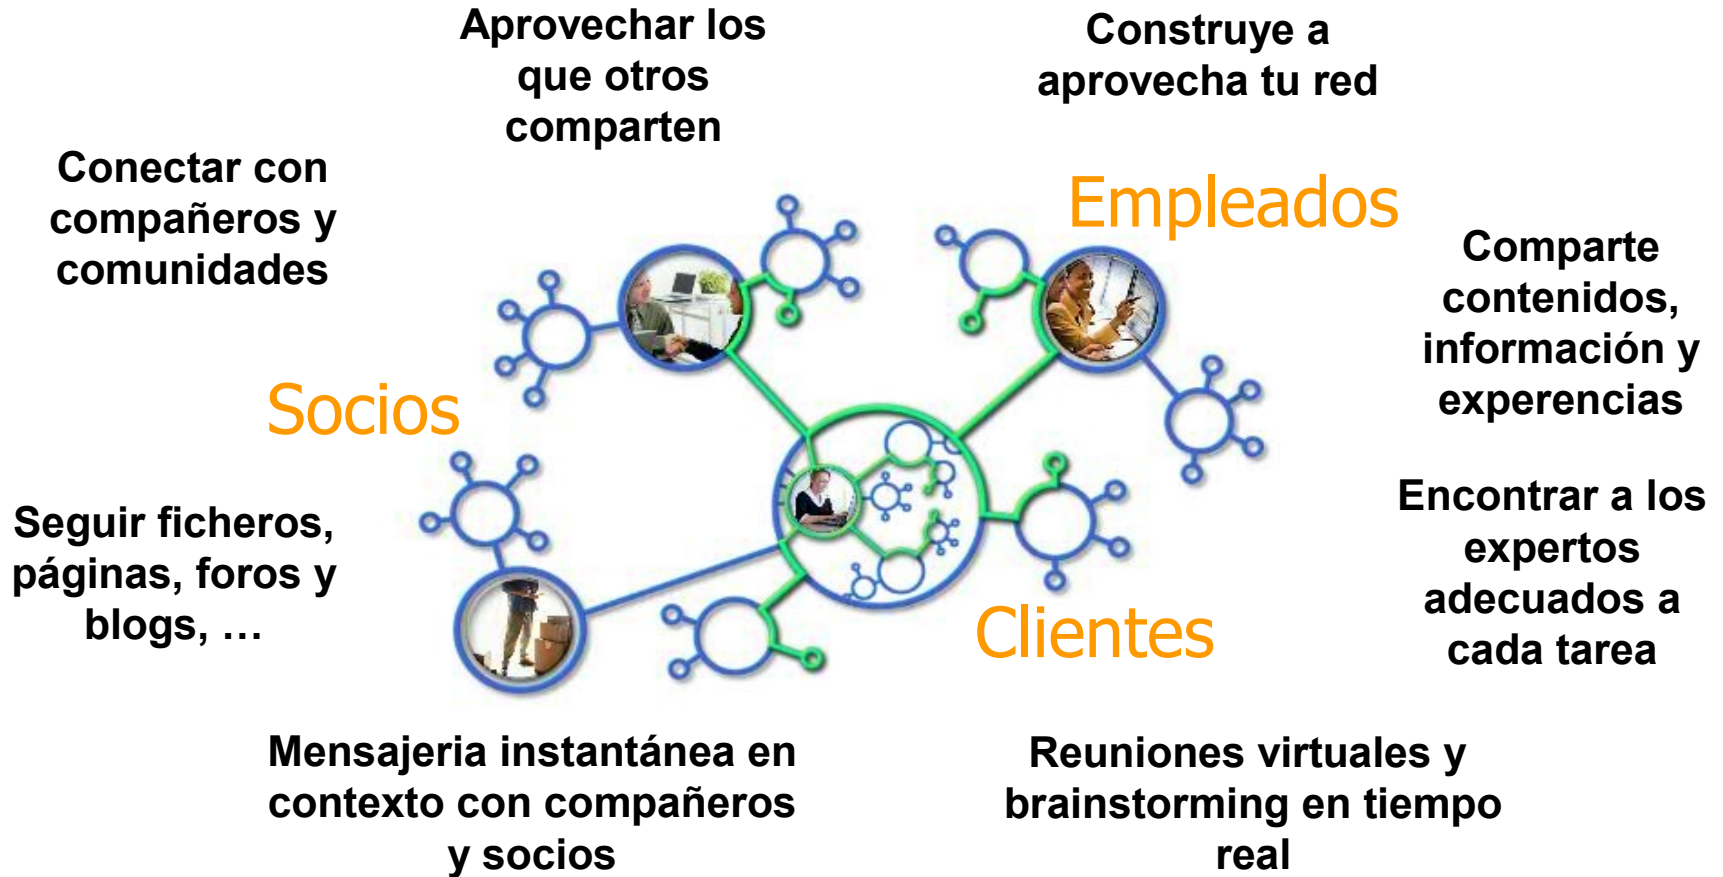 Aprovechar los
que otros
comparten
Construye a
aprovecha tu red
Conectar con
compañeros y
comunidades
Empleados
Comparte
contenidos,
información y
experencias
Socios
Seguir ficheros,
páginas, foros y
blogs, …
Encontrar a los
expertos
adecuados a
cada tarea
Clientes
Mensajeria instantánea en
contexto con compañeros
y socios
Reuniones virtuales y
brainstorming en tiempo
real